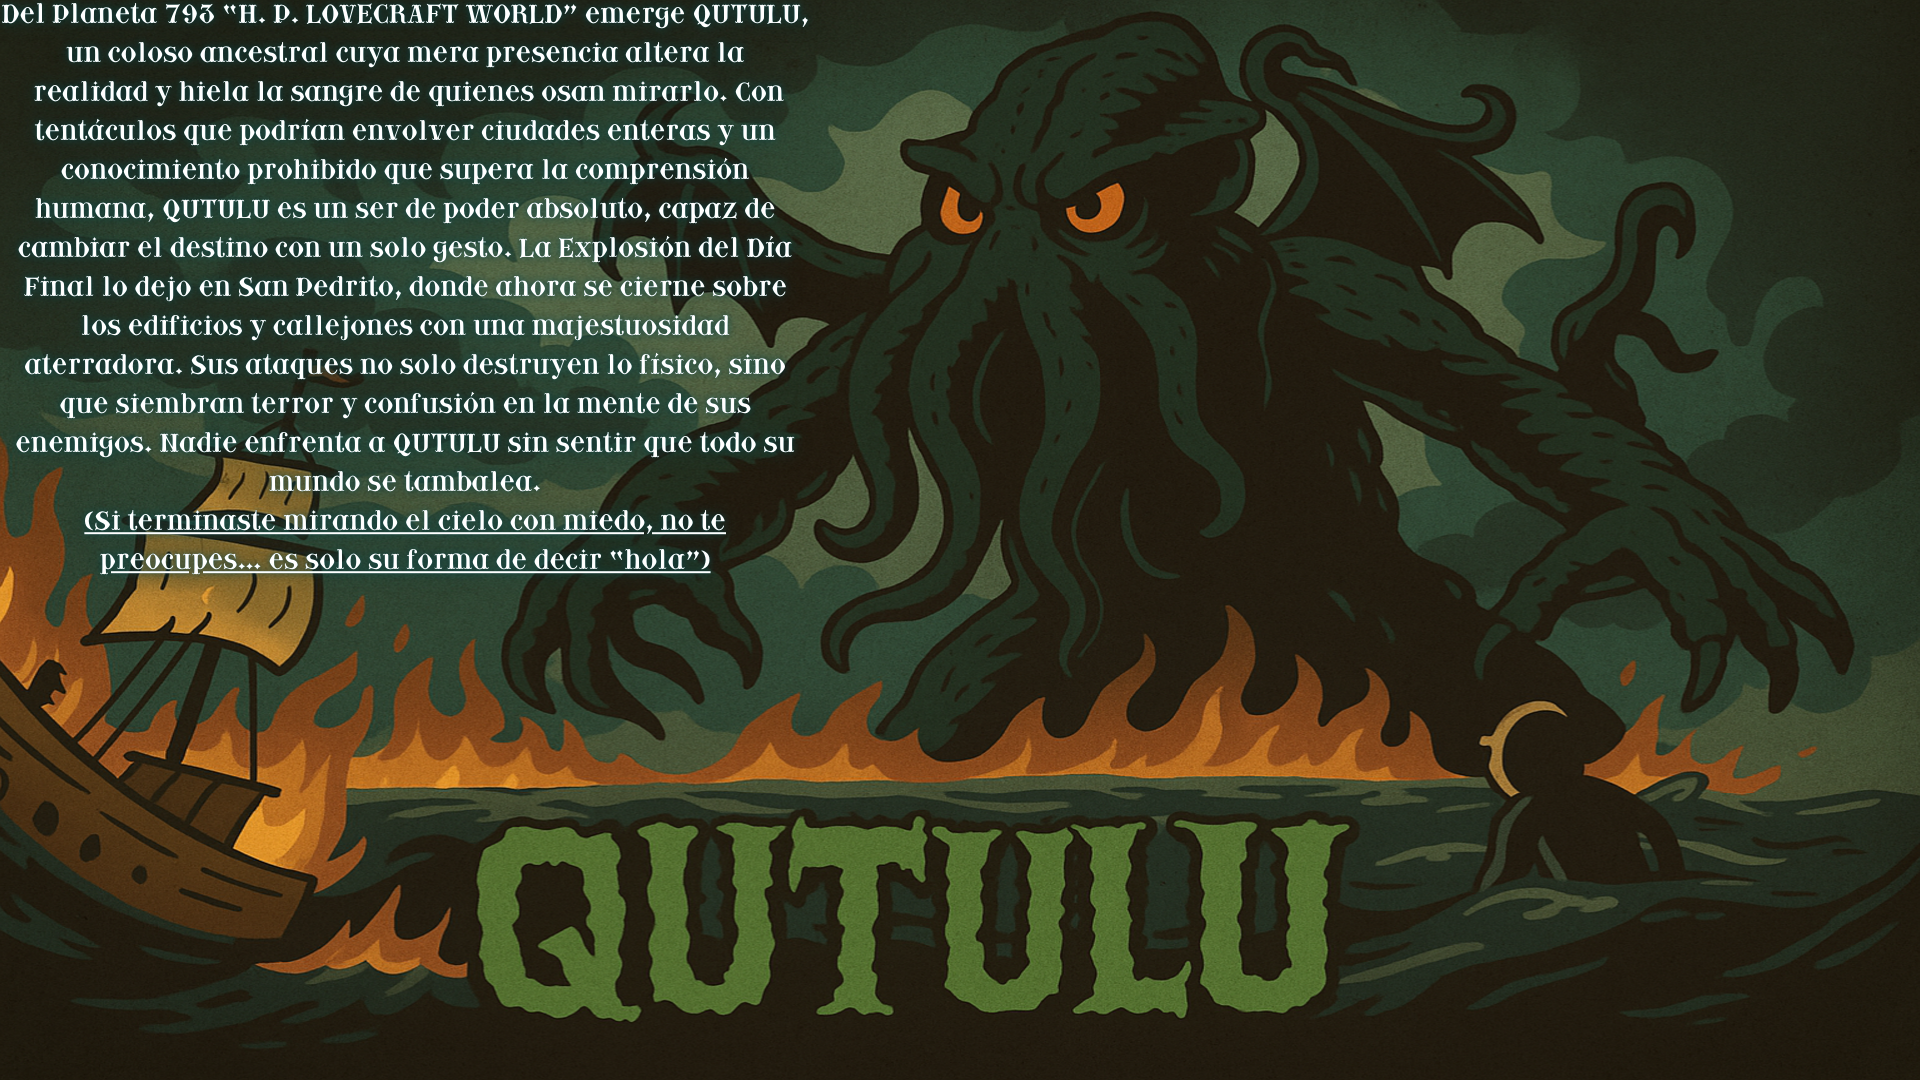 Del Planeta 793 “H. P. LOVECRAFT WORLD” emerge QUTULU,
un coloso ancestral cuya mera presencia altera la
realidad y hiela la sangre de quienes osan mirarlo. Con
tentáculos que podrían envolver ciudades enteras y un
conocimiento prohibido que supera la comprensión
humana, QUTULU es un ser de poder absoluto, capaz de
cambiar el destino con un solo gesto. La Explosión del Día
Final lo dejo en San Pedrito, donde ahora se cierne sobre
los edificios y callejones con una majestuosidad
aterradora. Sus ataques no solo destruyen lo físico, sino
que siembran terror y confusión en la mente de sus
enemigos. Nadie enfrenta a QUTULU sin sentir que todo su
mundo se tambalea.
(Si terminaste mirando el cielo con miedo, no te
preocupes... es solo su forma de decir “hola”)
QUTULU